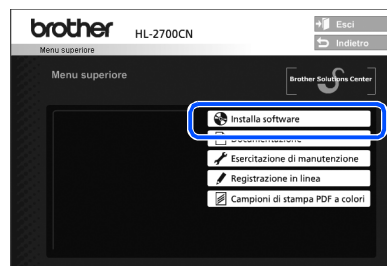 brother
HL-2700CN
Esci
Indietro
Menu superiore
Menu superiore
Brother Solutions Center
Installa software
Documentazione
Esercitazione di manutenzione
Registrazione in linea
Campioni di stampa PDF a colori